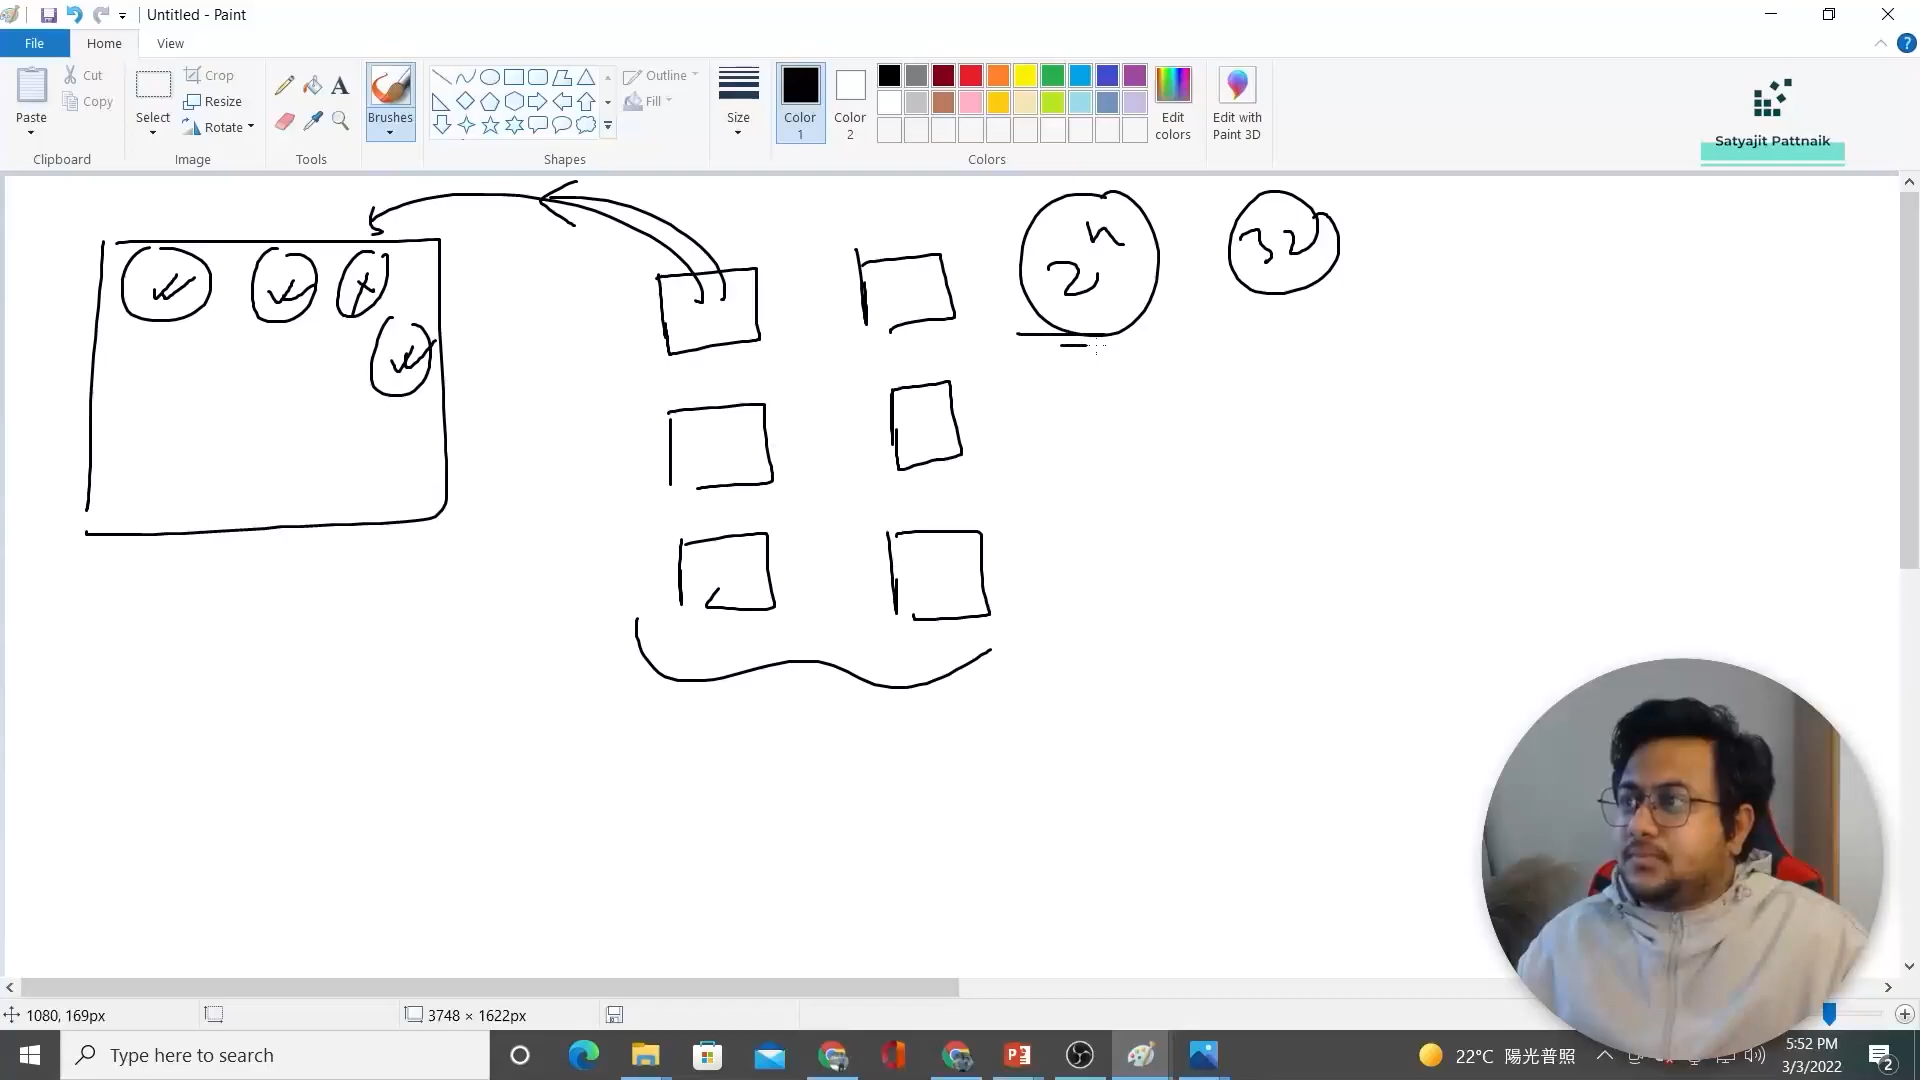 Untitled - Paint
File
Home
View
Paste
Cut
Copy
Clipboard
Select
Crop
Resize
Rotate
Image
Tools
Brushes
Outline
Fill
Shapes
Size
Color
1
Color
2
Colors
Edit
colors
Edit with
Paint 3D
Satyajit Pattnaik
2
n
32
1080, 169px
3748 × 1622px
Type here to search
22°C 陽光普照
5:52 PM
3/3/2022
2